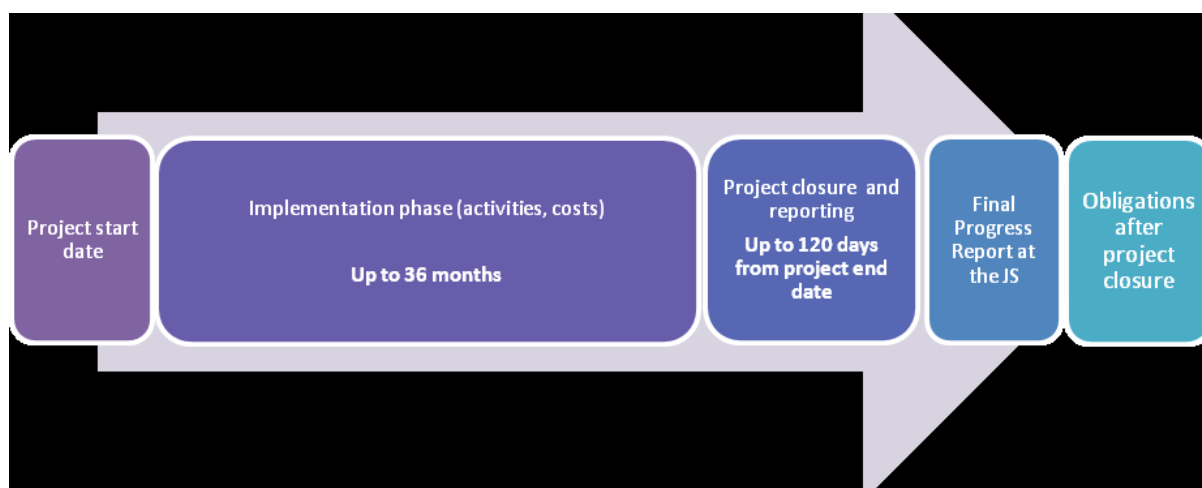 Project start
date
Implementation phase (activities, costs)
Up to 36 months
Project closure and
reporting
Up to 120 days
from project end
date
Final
Progress
Report at
the JS
Obligations
after
project
closure